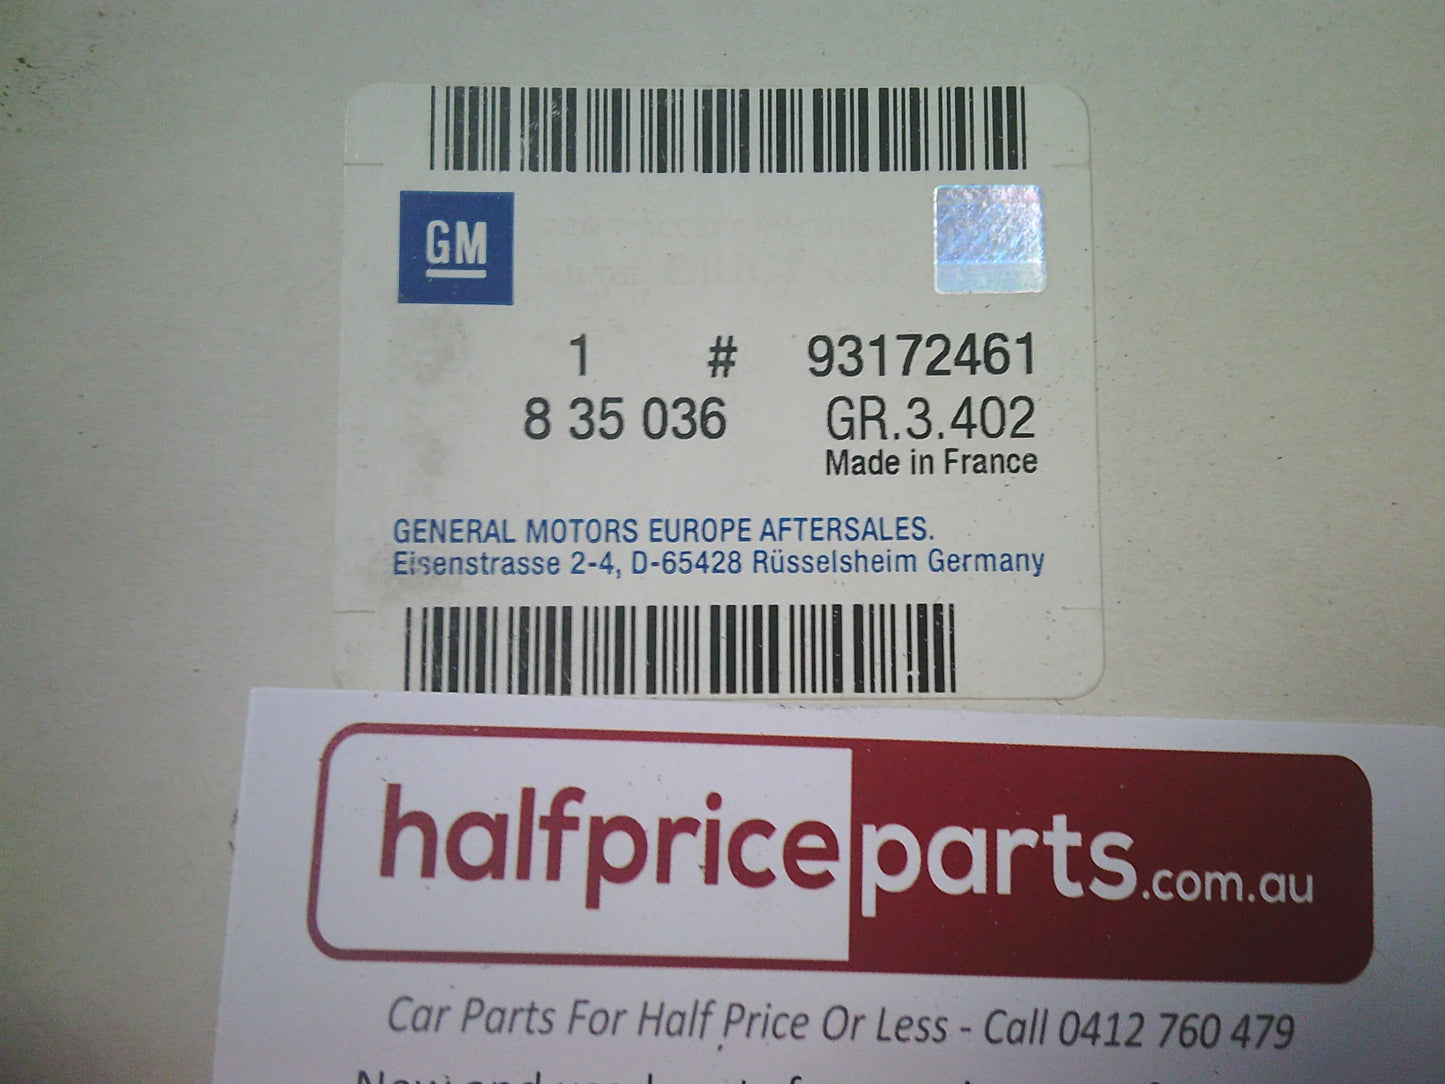 GM
1 # 93172461
8 35 036 GR.3.402
Made in France
GENERAL MOTORS EUROPE AFTERSALES.
Eisenstrasse 2-4, D-65428 Rüsselsheim Germany
halfpriceparts.com.au
Car Parts For Half Price Or Less - Call 0412 760 479